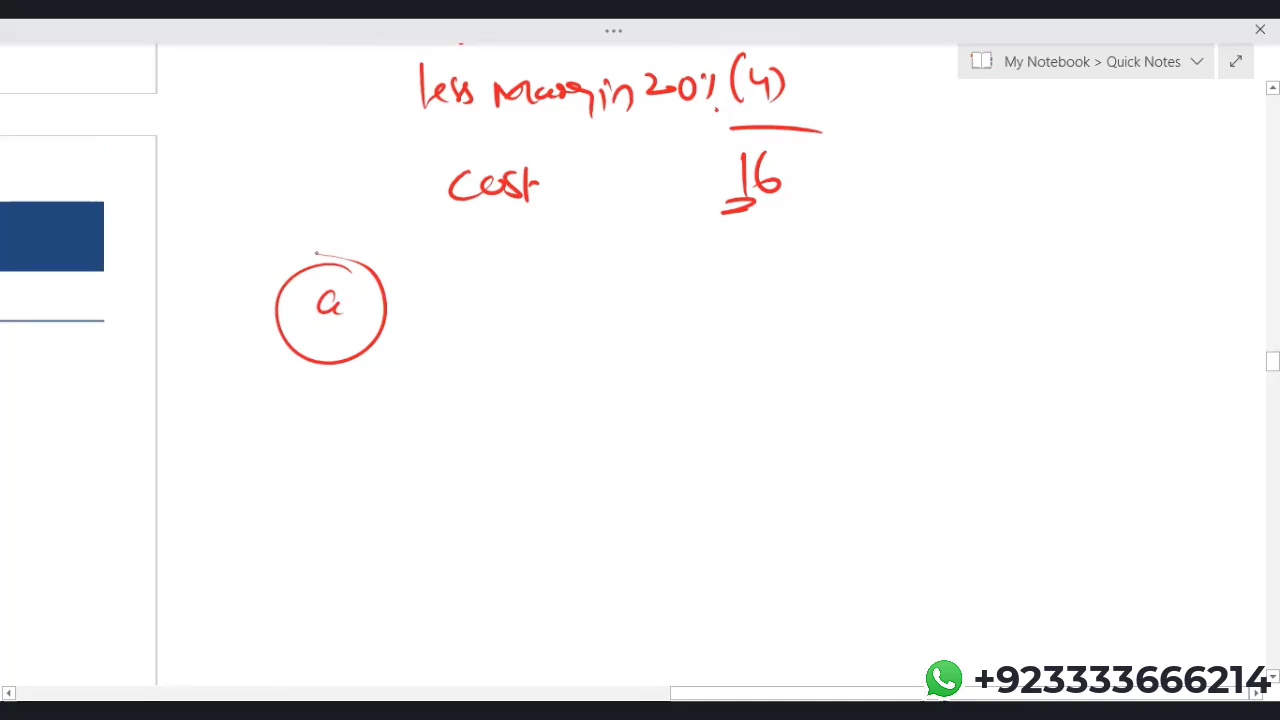 My Notebook > Quick Notes
less margin 20% (4)
cost 16
a
+923333666214